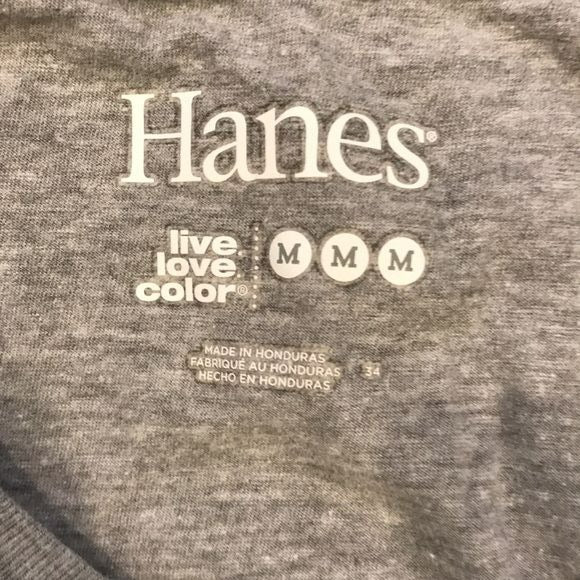 Hanes®
live love color® M M M
MADE IN HONDURAS
FABRIQUÉ AU HONDURAS 34
HECHO EN HONDURAS